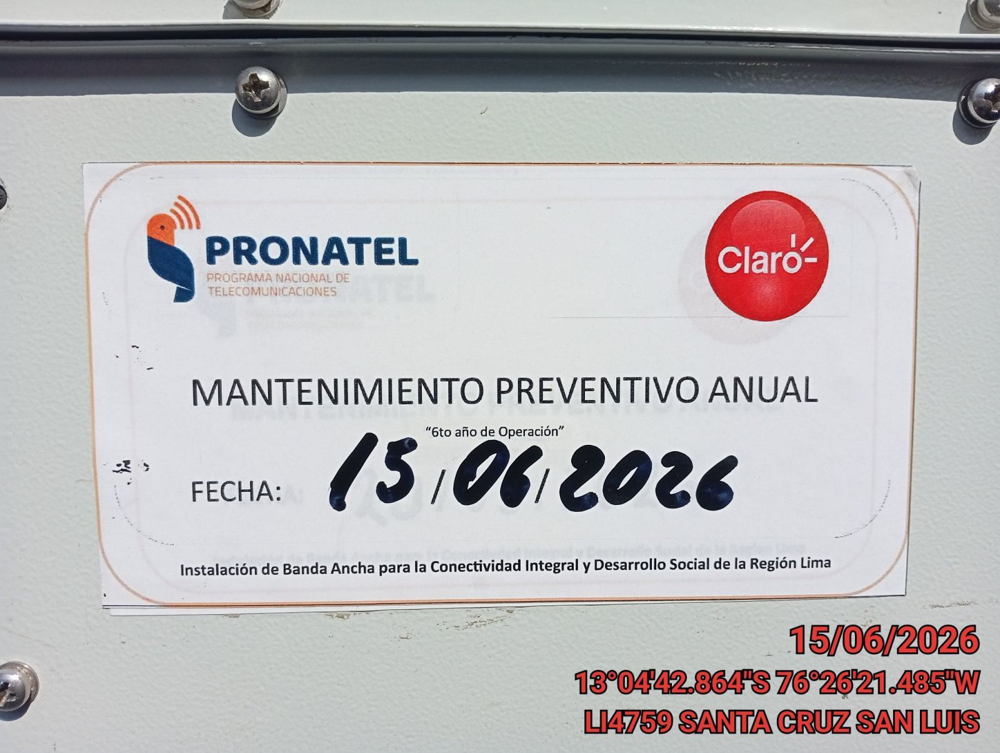 PRONATEL
PROGRAMA NACIONAL DE
TELECOMUNICACIONES
Claro
MANTENIMIENTO PREVENTIVO ANUAL
“6to año de Operación”
FECHA: 15/06/2026
Instalación de Banda Ancha para la Conectividad Integral y Desarrollo Social de la Región Lima
15/06/2026
13°04'42.864"S 76°26'21.485"W
LI4759 SANTA CRUZ SAN LUIS